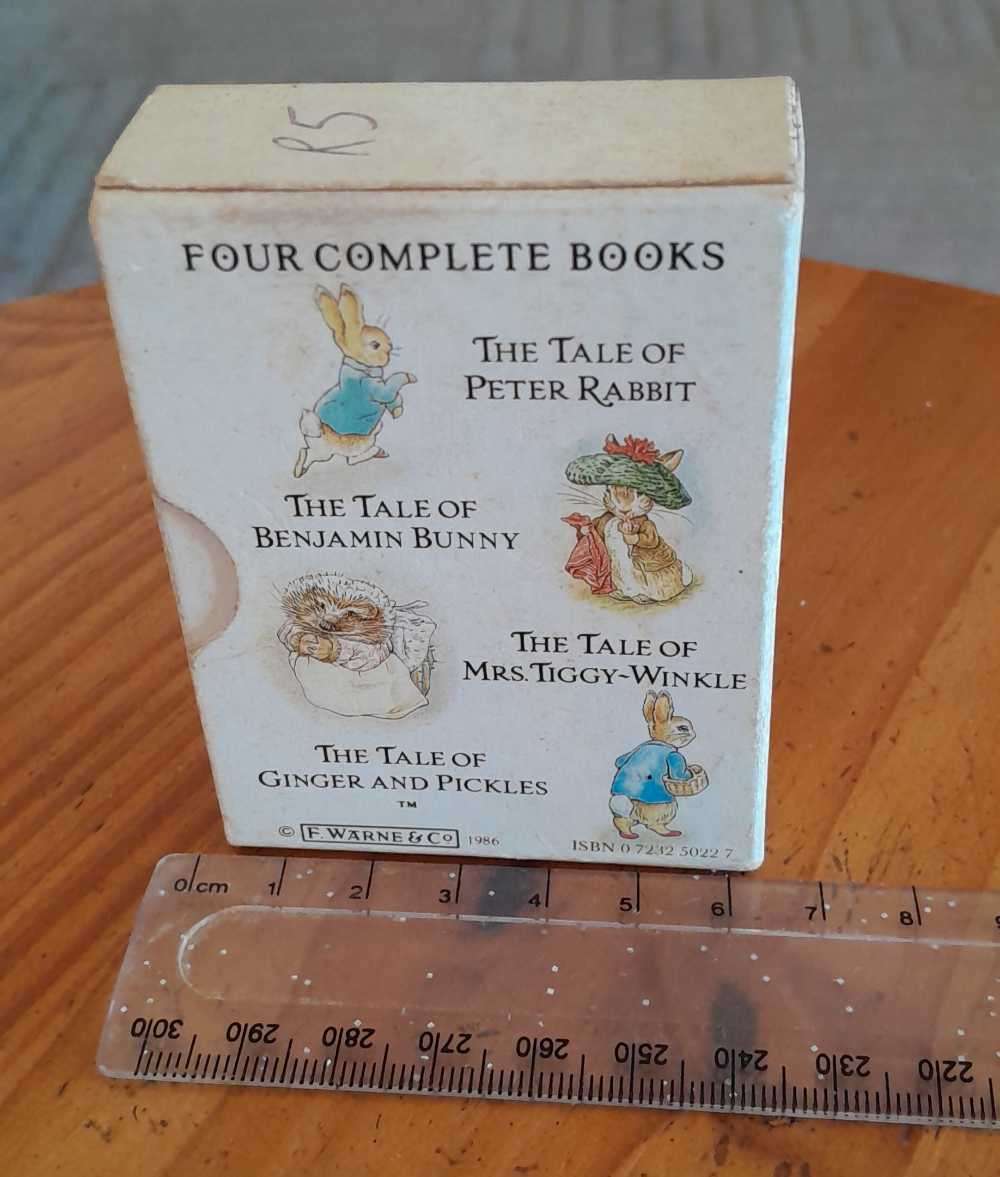 R5
FOUR COMPLETE BOOKS
THE TALE OF
PETER RABBIT
THE TALE OF
BENJAMIN BUNNY
THE TALE OF
MRS. TIGGY-WINKLE
THE TALE OF
GINGER AND PICKLES
TM
© F. WARNE & Co 1986
ISBN 0 7232 5022 7
0 cm 1 2 3 4 5 6 7 8
300 290 280 270 260 250 240 230 220